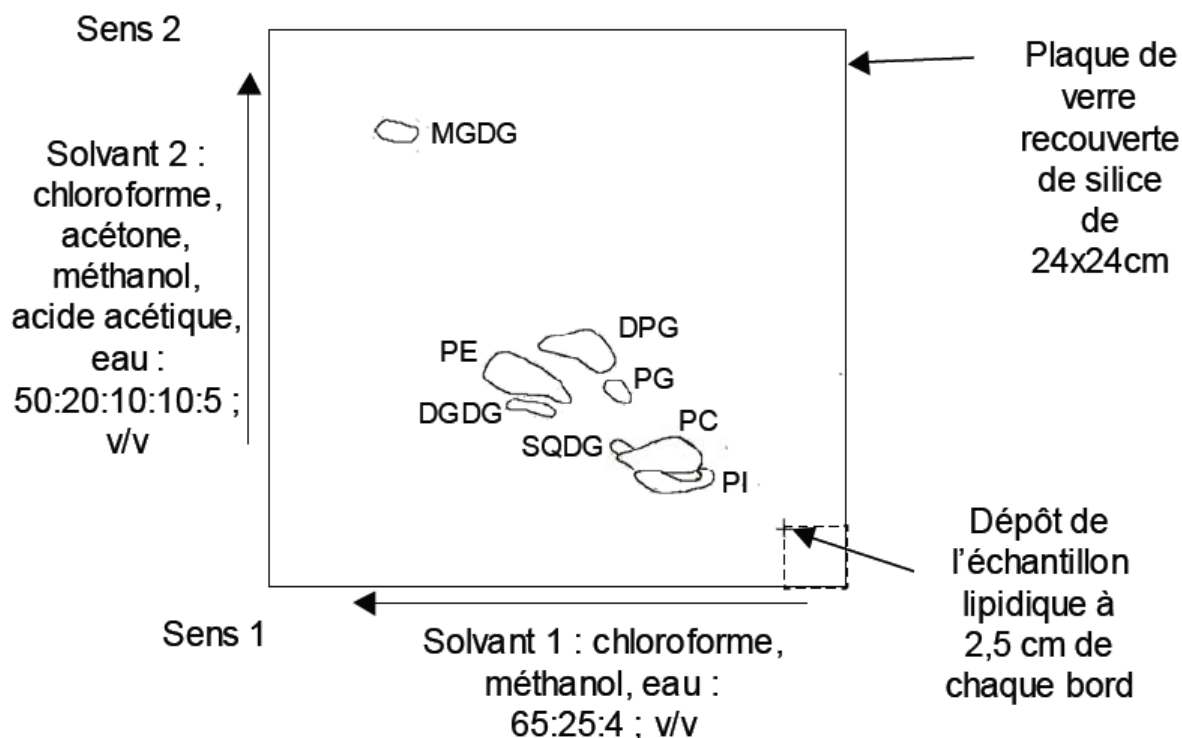 Sens 2
Solvant 2 :
chloroforme,
acétone,
méthanol,
acide acétique,
eau :
50:20:10:10:5 ;
v/v
Plaque de
verre
recouverte
de silice
de
24x24cm
MGDG
DPG
PE
PG
DGDG
PC
SQDG
PI
Dépôt de
l'échantillon
lipidique à
2,5 cm de
chaque bord
Sens 1
Solvant 1 : chloroforme,
méthanol, eau :
65:25:4 ; v/v